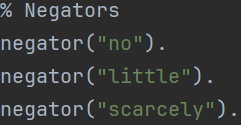 % Negators
negator("no").
negator("little").
negator("scarcely").